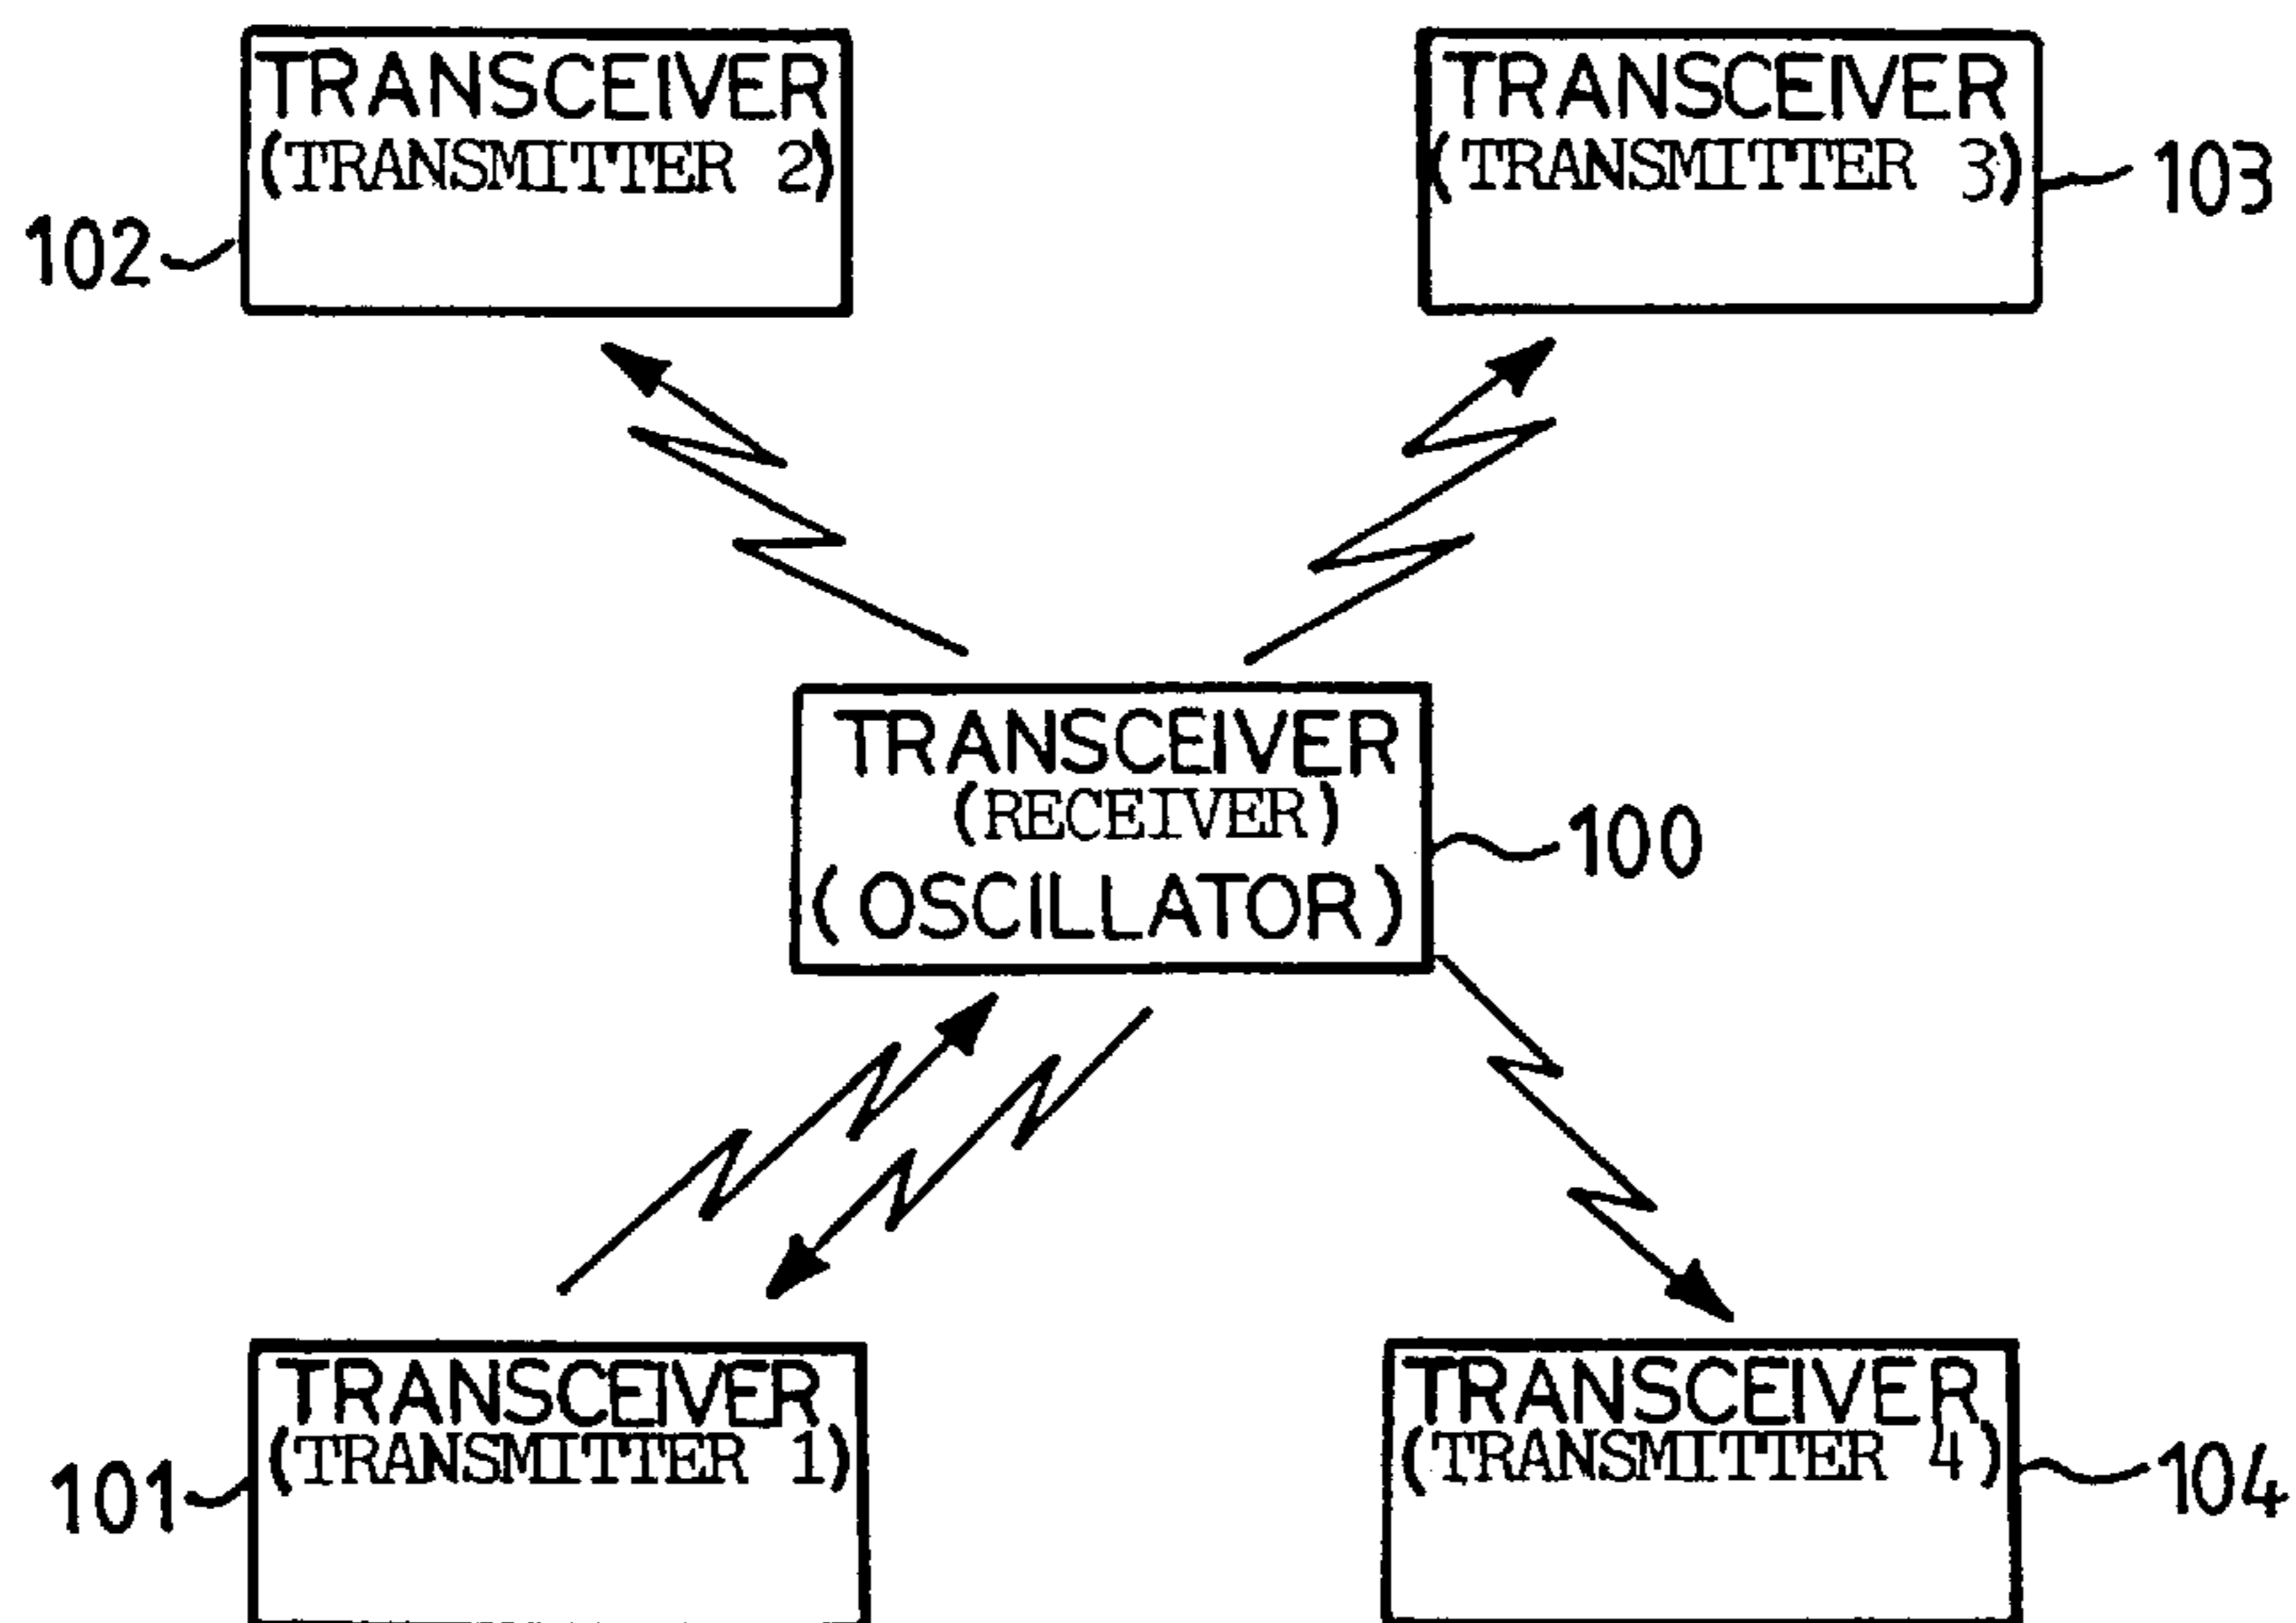 TRANSCEIVER
(TRANSMITTER 2)
102
TRANSCEIVER
(TRANSMITTER 3)
103
TRANSCEIVER
(RECEIVER)
(OSCILLATOR)
100
TRANSCEIVER
(TRANSMITTER 1)
101
TRANSCEIVER
(TRANSMITTER 4)
104